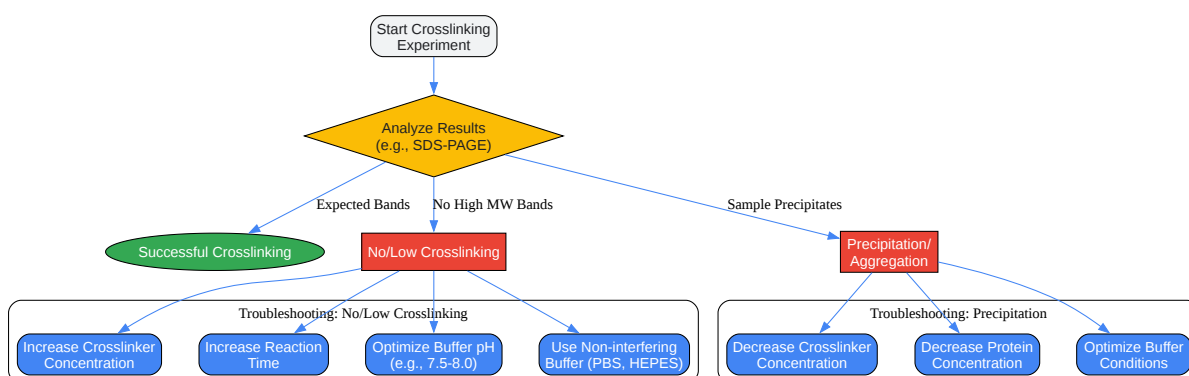 Start Crosslinking
Experiment
Analyze Results
(e.g., SDS-PAGE)
Expected Bands
No High MW Bands
Sample Precipitates
Successful Crosslinking
No/Low Crosslinking
Precipitation/
Aggregation
Troubleshooting: No/Low Crosslinking
Increase Crosslinker
Concentration
Increase Reaction
Time
Optimize Buffer pH
(e.g., 7.5-8.0)
Use Non-interfering
Buffer (PBS, HEPES)
Troubleshooting: Precipitation
Decrease Crosslinker
Concentration
Decrease Protein
Concentration
Optimize Buffer
Conditions